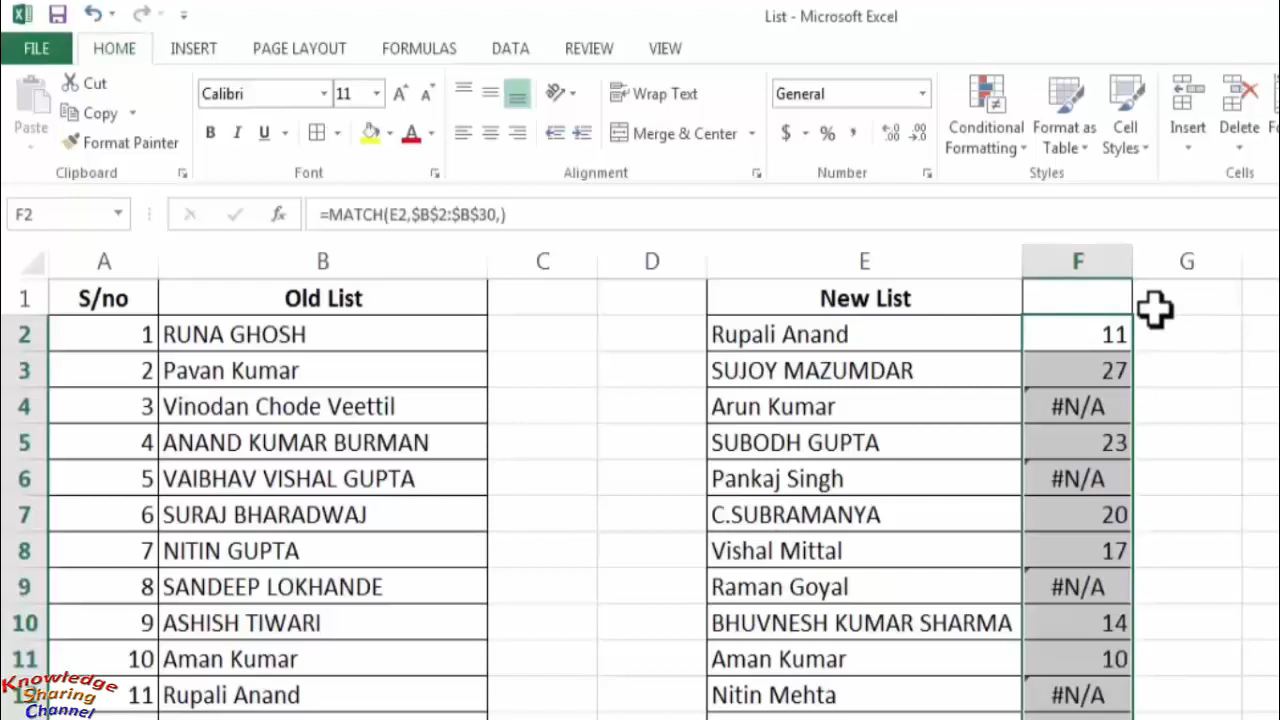 List - Microsoft Excel
FILE HOME INSERT PAGE LAYOUT FORMULAS DATA REVIEW VIEW
Paste Cut Copy Format Painter Clipboard
Calibri 11 A A B I U A Font
Wrap Text Merge & Center Alignment
General $ % , .00 Number
Conditional Formatting Format as Table Cell Styles Styles
Insert Delete Cells
F2 fx =MATCH(E2,$B$2:$B$30,)
A B C D E F G
1 S/no Old List New List
2 1 RUNA GHOSH Rupali Anand 11
3 2 Pavan Kumar SUJOY MAZUMDAR 27
4 3 Vinodan Chode Veettil Arun Kumar #N/A
5 4 ANAND KUMAR BURMAN SUBODH GUPTA 23
6 5 VAIBHAV VISHAL GUPTA Pankaj Singh #N/A
7 6 SURAJ BHARADWAJ C.SUBRAMANYA 20
8 7 NITIN GUPTA Vishal Mittal 17
9 8 SANDEEP LOKHANDE Raman Goyal #N/A
10 9 ASHISH TIWARI BHUVNESH KUMAR SHARMA 14
11 10 Aman Kumar Aman Kumar 10
11 Rupali Anand Nitin Mehta #N/A
Knowledge
Sharing
Channel